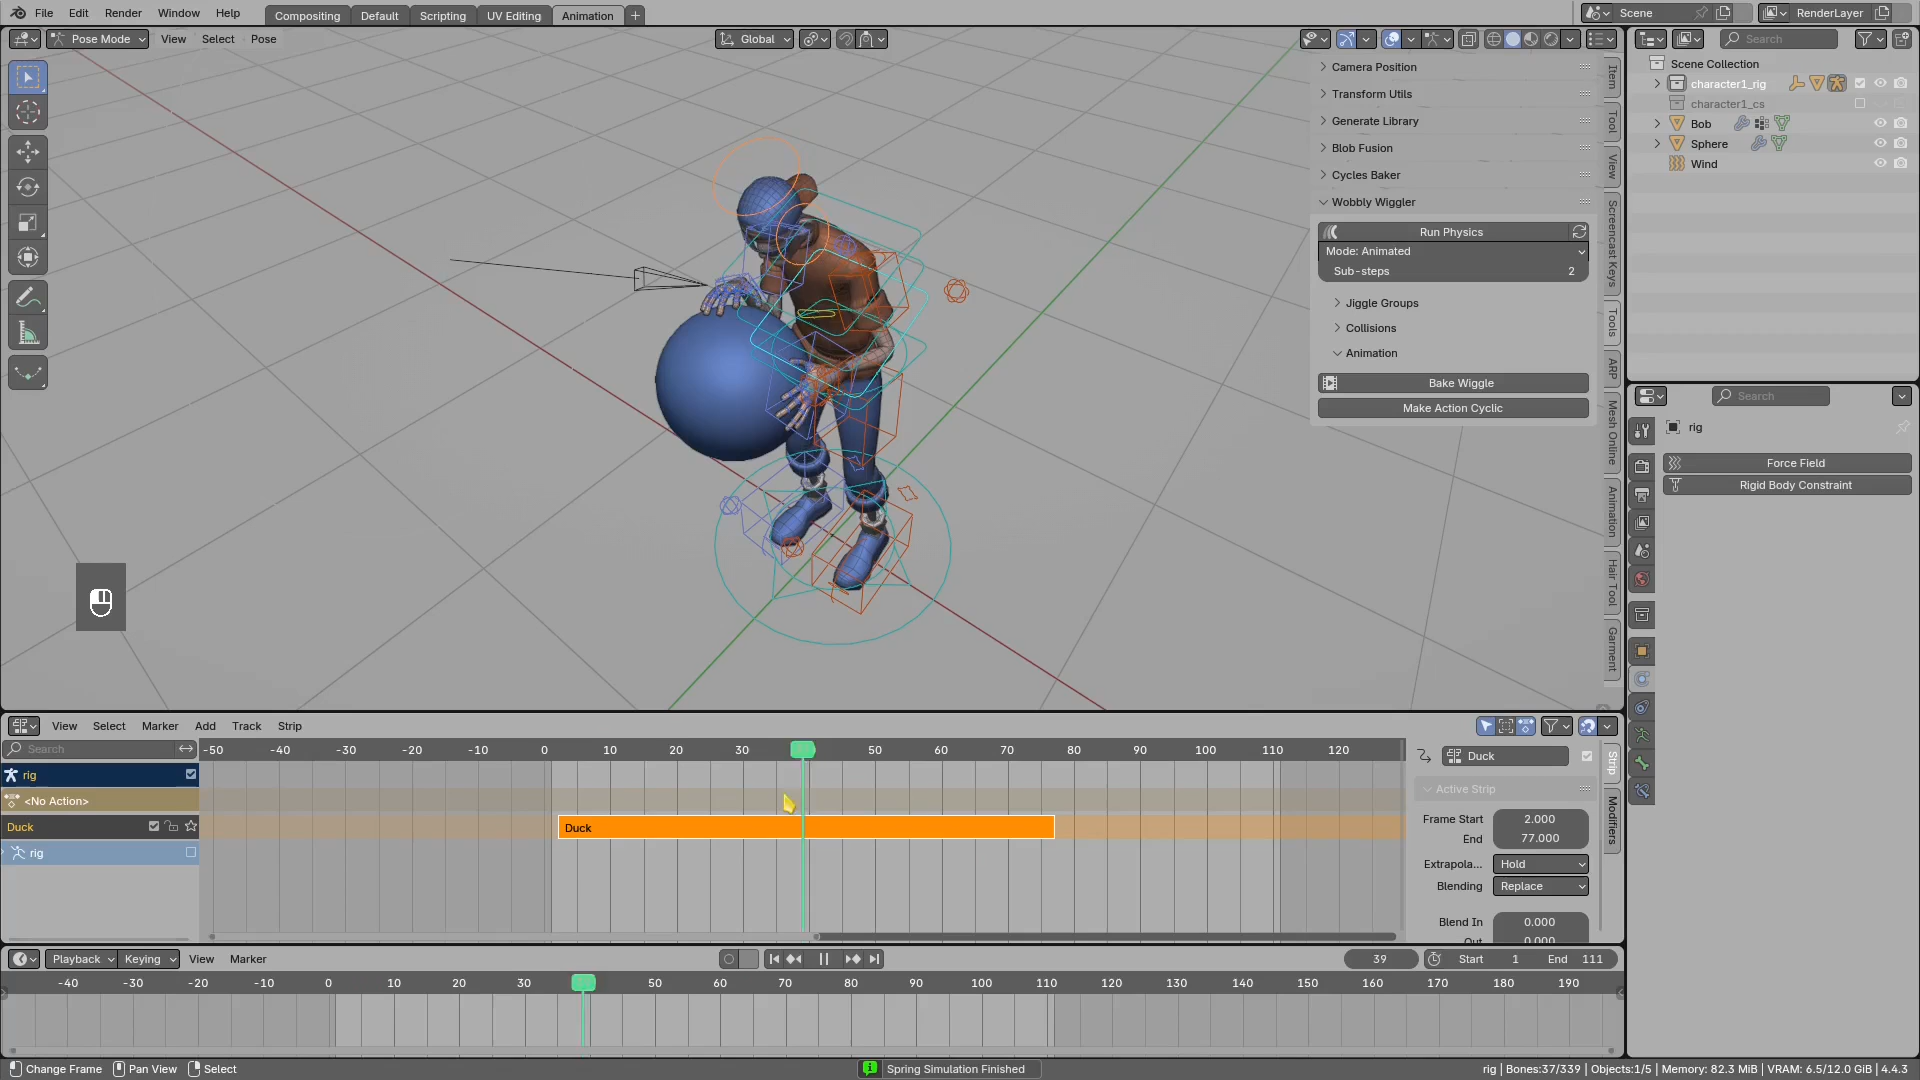 File Edit Render Window Help Compositing Default Scripting UV Editing Animation + Scene RenderLayer
Pose Mode View Select Pose Global Search
Scene Collection
character1_rig
character1_cs
Bob
Sphere
Wind
Camera Position
Transform Utils
Generate Library
Blob Fusion
Cycles Baker
Wobbly Wiggler
Run Physics
Mode: Animated
Sub-steps 2
Jiggle Groups
Collisions
Animation
Bake Wiggle
Make Action Cyclic
Item
Tool
View
Screencast Keys
Tools
ARP
Mesh Online
Animation
Hair Tool
Garment
Search
rig
Force Field
Rigid Body Constraint
View Select Marker Add Track Strip
Search
-50 -40 -30 -20 -10 0 10 20 30 50 60 70 80 90 100 110 120
rig
<No Action>
Duck
rig
Duck
Duck
Active Strip
Frame Start 2.000
End 77.000
Extrapola... Hold
Blending Replace
Blend In 0.000
Out 0.000
Strip
Modifiers
Playback Keying View Marker 39 Start 1 End 111
-40 -30 -20 -10 0 10 20 30 50 60 70 80 90 100 110 120 130 140 150 160 170 180 190
Change Frame Pan View Select Spring Simulation Finished rig | Bones:37/339 | Objects:1/5 | Memory: 82.3 MiB | VRAM: 6.5/12.0 GiB | 4.4.3